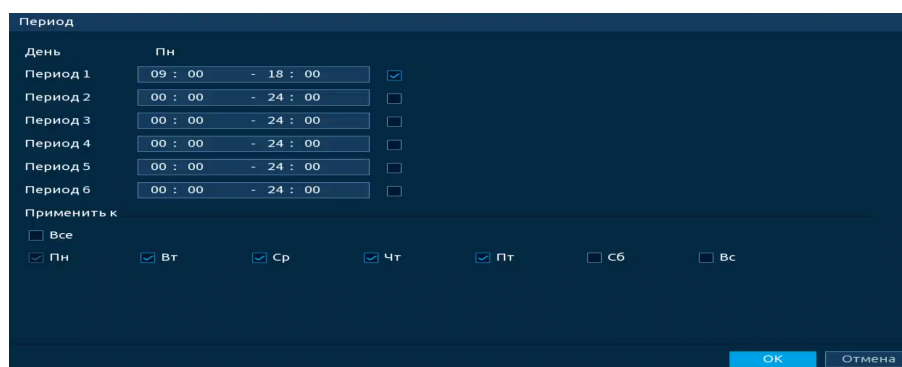 Период
День Пн
Период 1 09 : 00 - 18 : 00
Период 2 00 : 00 - 24 : 00
Период 3 00 : 00 - 24 : 00
Период 4 00 : 00 - 24 : 00
Период 5 00 : 00 - 24 : 00
Период 6 00 : 00 - 24 : 00
Применить к
Все
Пн Вт Ср Чт Пт Сб Вс
OK Отмена